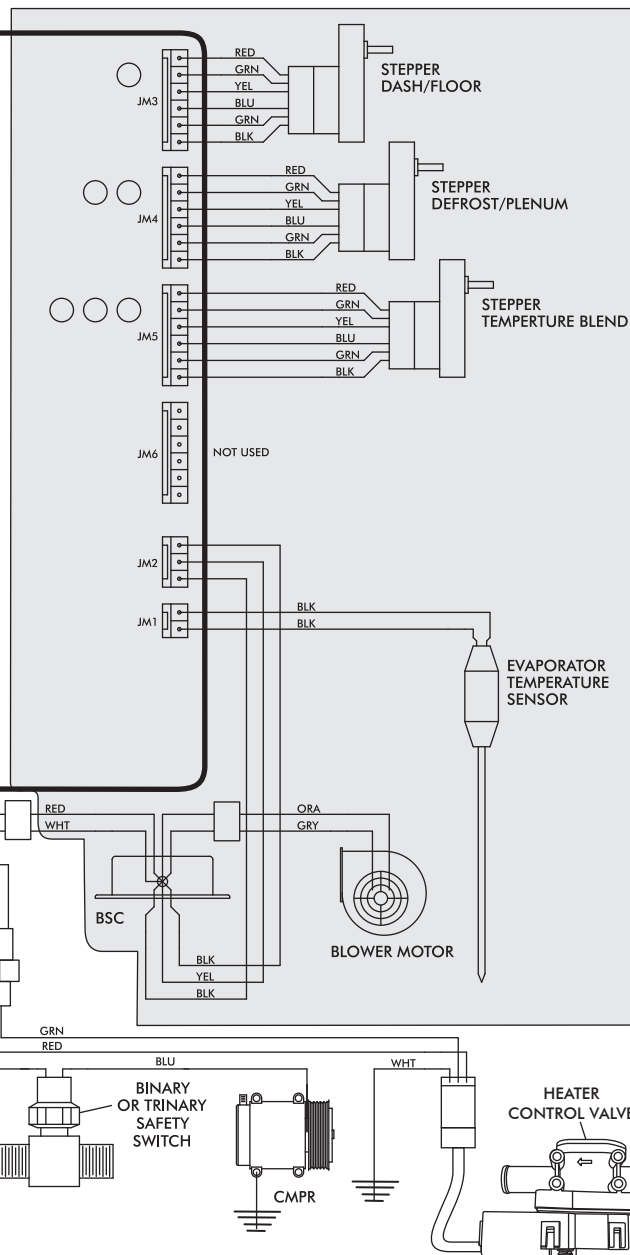 RED
GRN
YEL
BLU
GRN
BLK
JM3
STEPPER
DASH/FLOOR
RED
GRN
YEL
BLU
GRN
BLK
JM4
STEPPER
DEFROST/PLENUM
RED
GRN
YEL
BLU
GRN
BLK
JM5
STEPPER
TEMPERTURE BLEND
JM6
NOT USED
JM2
JM1
BLK
BLK
EVAPORATOR
TEMPERATURE
SENSOR
RED
WHT
ORA
GRY
BSC
BLOWER MOTOR
BLK
YEL
BLK
GRN
RED
BLU
WHT
BINARY
OR TRINARY
SAFETY
SWITCH
CMPR
HEATER
CONTROL VALVE